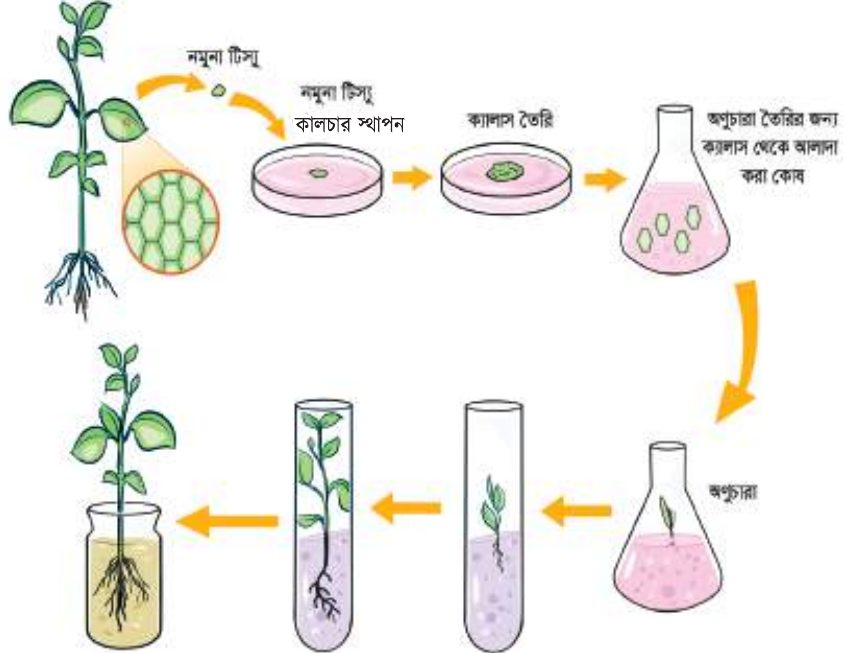 নমুনা টিস্যু
নমুনা টিস্যু
কালচার স্থাপন
ক্যালাস তৈরি
অণুচারা তৈরির জন্য
ক্যালাস থেকে আলাদা
করা কোষ
অণুচারা